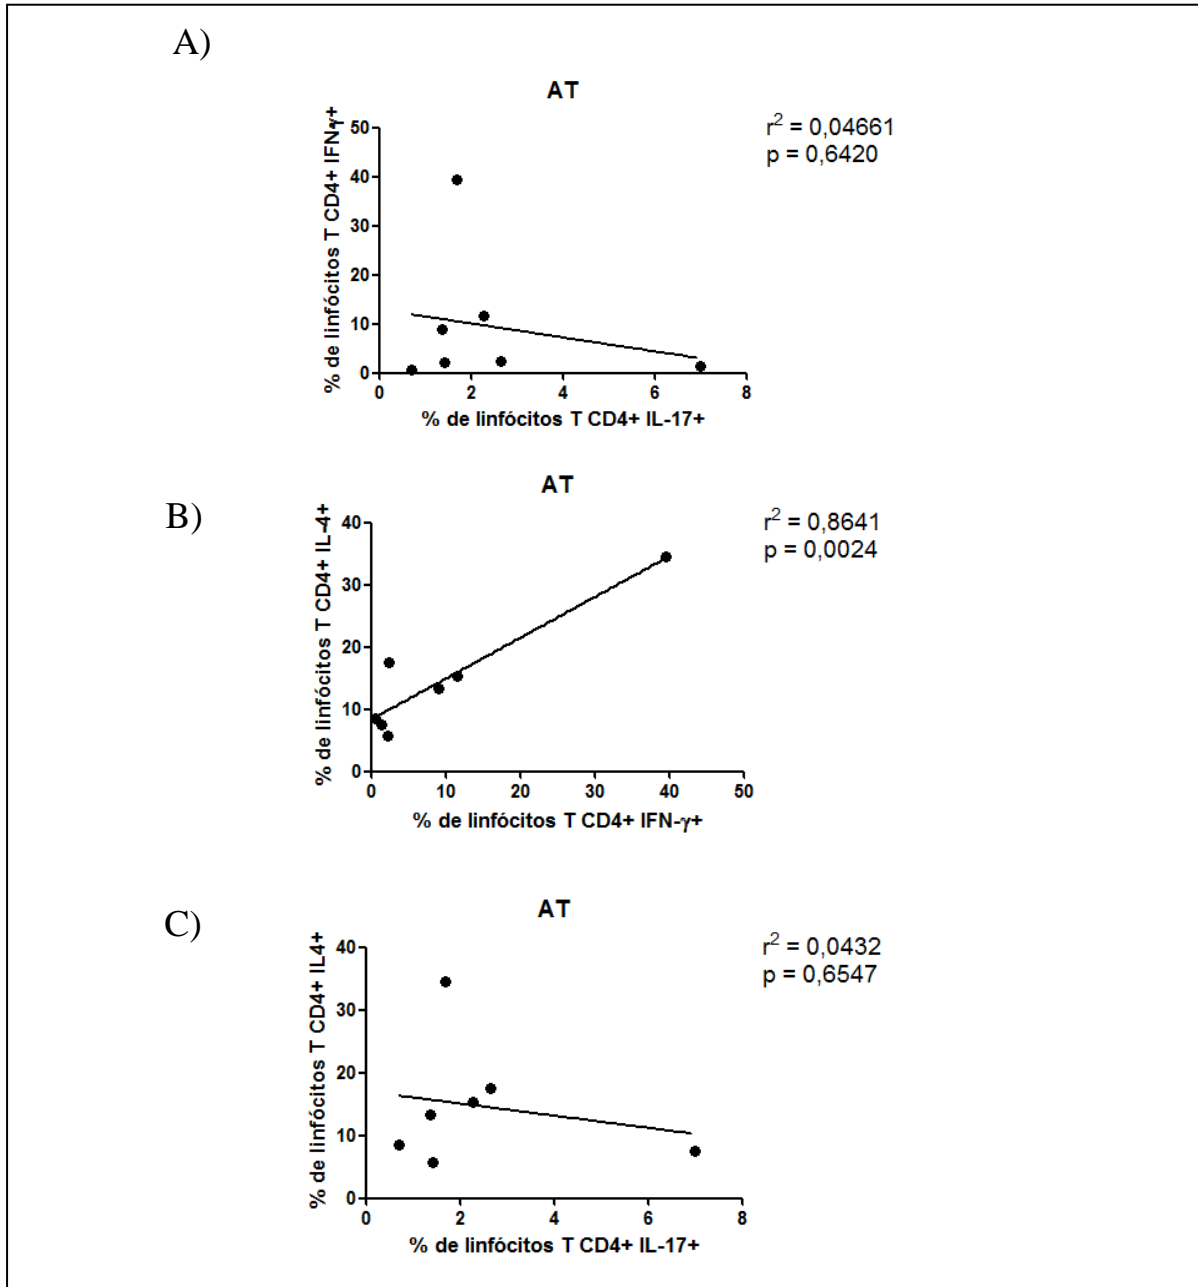 A)
AT
r² = 0,04661
p = 0,6420
% de linfócitos T CD4+ IFN-γ+
50
40
30
20
10
0
0 2 4 6 8
% de linfócitos T CD4+ IL-17+
B)
AT
r² = 0,8641
p = 0,0024
% de linfócitos T CD4+ IL-4+
40
30
20
10
0
0 10 20 30 40 50
% de linfócitos T CD4+ IFN-γ+
C)
AT
r² = 0,0432
p = 0,6547
% de linfócitos T CD4+ IL4+
40
30
20
10
0
0 2 4 6 8
% de linfócitos T CD4+ IL-17+